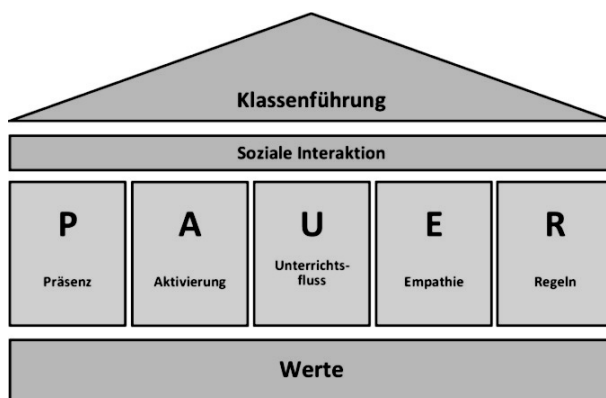 Klassenführung
Soziale Interaktion
P A U E R
Präsenz Aktivierung Unterrichts-
fluss Empathie Regeln
Werte